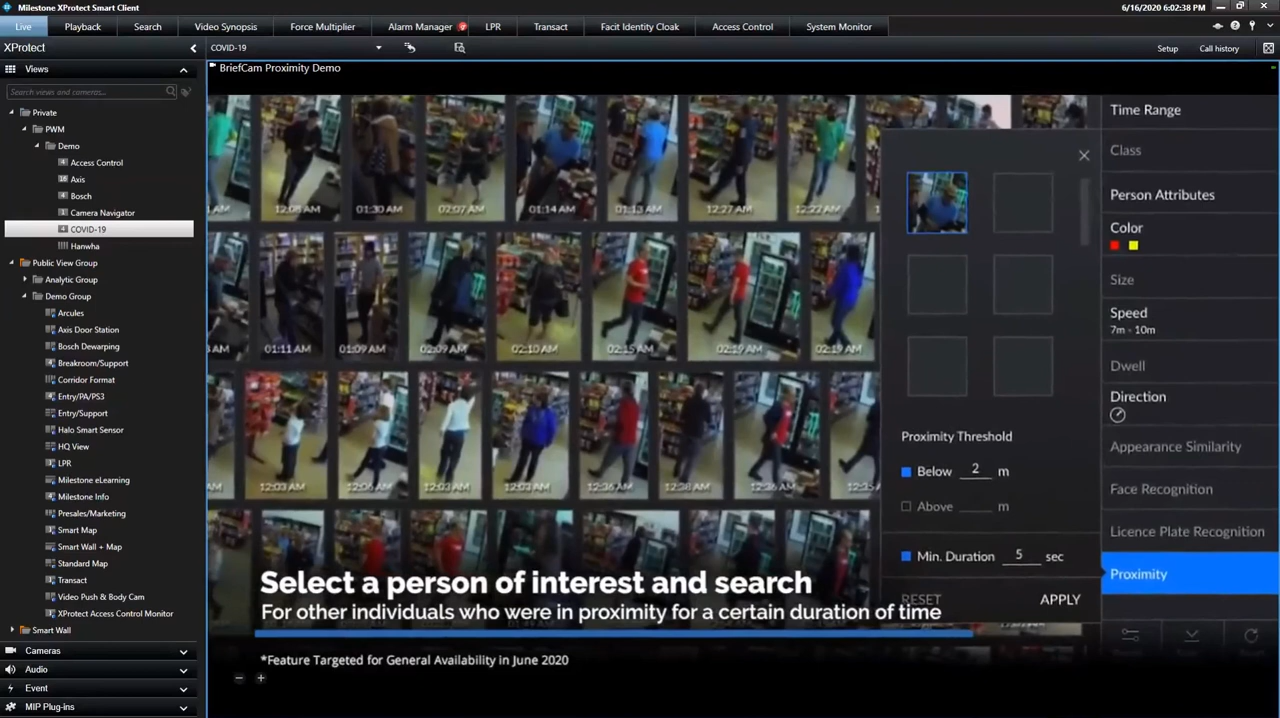 Milestone XProtect Smart Client
6/16/2020 6:02:38 PM
Live
Playback
Search
Video Synopsis
Force Multiplier
Alarm Manager
LPR
Transact
Facit Identity Cloak
Access Control
System Monitor
XProtect
COVID-19
Setup
Call history
Views
Search views and cameras...
Private
PWM
Demo
4 Access Control
16 Axis
4 Bosch
1 Camera Navigator
4 COVID-19
Hanwha
Public View Group
Analytic Group
Demo Group
Arcules
Axis Door Station
Bosch Dewarping
Breakroom/Support
Corridor Format
Entry/PA/PS3
Entry/Support
Halo Smart Sensor
HQ View
LPR
Milestone eLearning
Milestone Info
Presales/Marketing
Smart Map
Smart Wall + Map
Standard Map
Transact
Video Push & Body Cam
XProtect Access Control Monitor
Smart Wall
Cameras
Audio
Event
MIP Plug-ins
BriefCam Proximity Demo
AM 12:08 AM 01:30 AM 02:07 AM 01:14 AM 01:13 AM 12:27 AM 12:22 AM
AM 01:11 AM 01:09 AM 02:09 AM 02:10 AM 02:15 AM 02:19 AM 02:19 AM
12:03 AM 12:06 AM 12:03 AM 12:03 AM 12:36 AM 12:38 AM 12:36 AM 12:35
Proximity Threshold
Below 2 m
Above m
Min. Duration 5 sec
RESET
APPLY
Time Range
Class
Person Attributes
Color
Size
Speed
7m - 10m
Dwell
Direction
Appearance Similarity
Face Recognition
Licence Plate Recognition
Proximity
Select a person of interest and search
For other individuals who were in proximity for a certain duration of time
*Feature Targeted for General Availability in June 2020